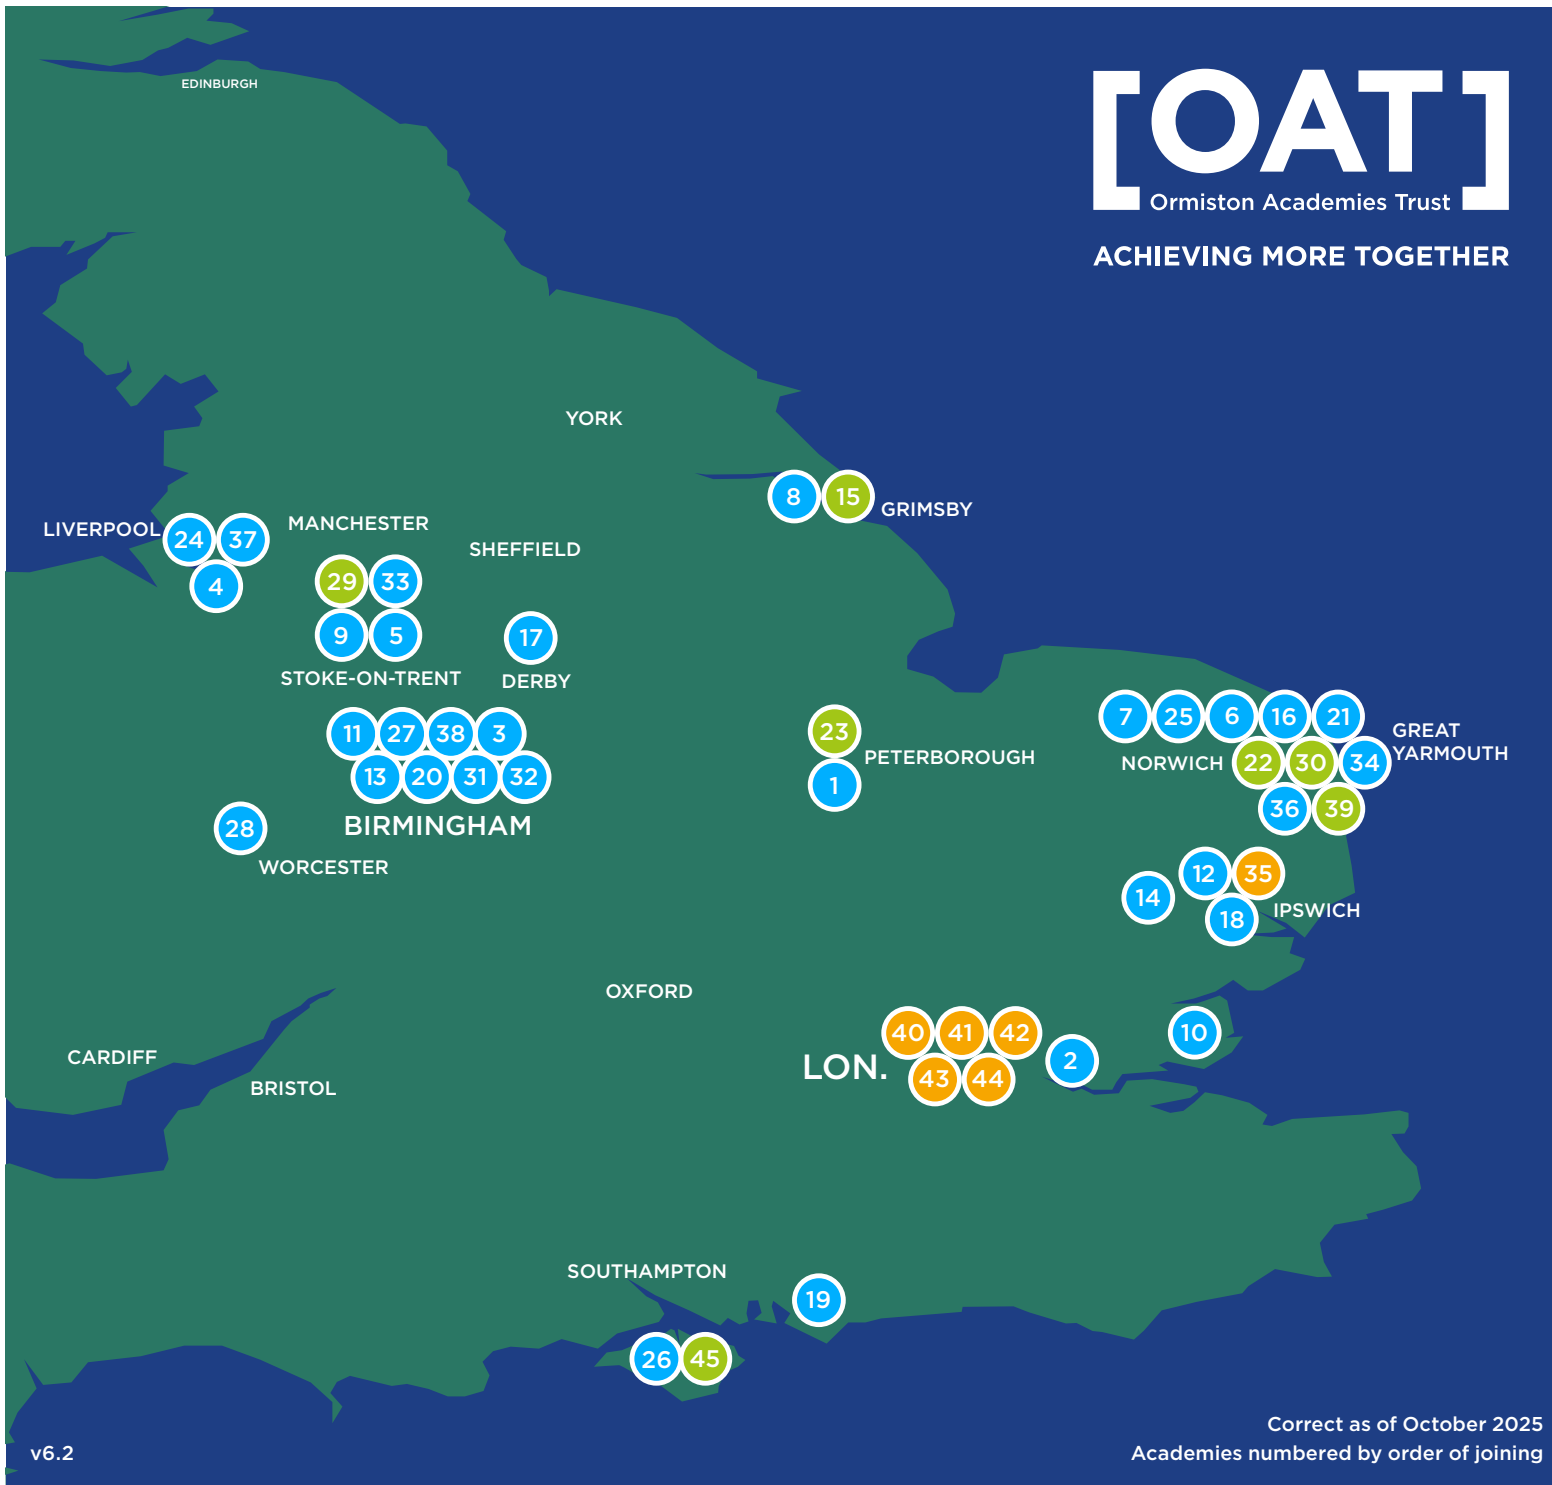 EDINBURGH
[OAT]
Ormiston Academies Trust
ACHIEVING MORE TOGETHER
YORK
8 15
GRIMSBY
LIVERPOOL
24 37
4
MANCHESTER
29 33
9 5
STOKE-ON-TRENT
SHEFFIELD
17
DERBY
11 27 38 3
13 20 31 32
BIRMINGHAM
28
WORCESTER
23
1
PETERBOROUGH
7 25 6 16 21
NORWICH
22 30 34
36 39
GREAT
YARMOUTH
14
12 35
18
IPSWICH
OXFORD
CARDIFF
BRISTOL
LON.
40 41 42
43 44
2
10
SOUTHAMPTON
19
26 45
Correct as of October 2025
Academies numbered by order of joining
v6.2